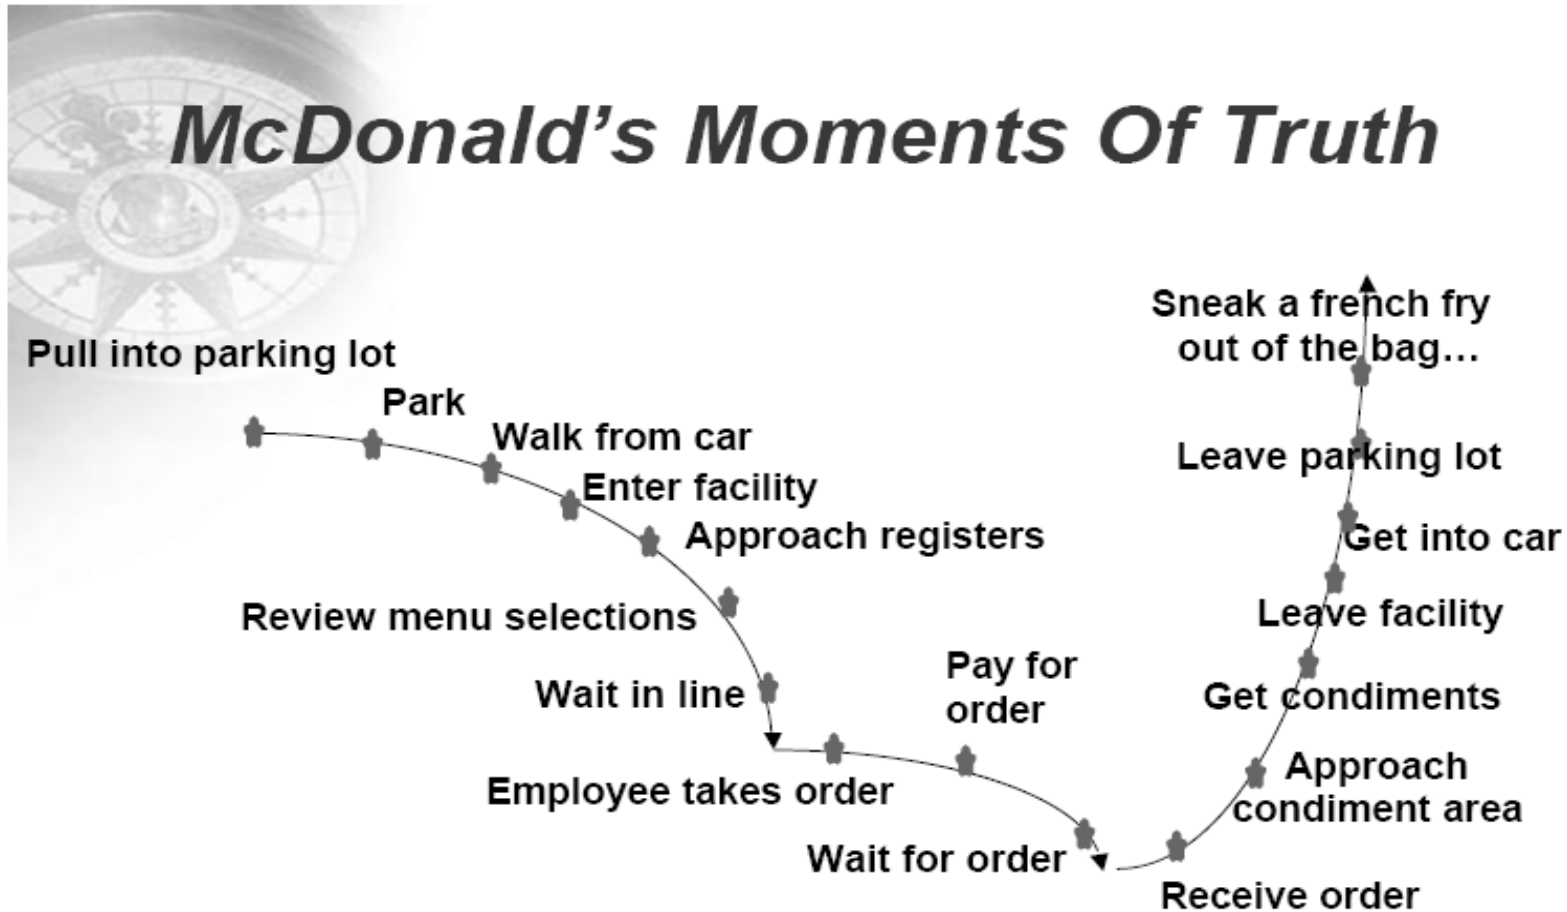 McDonald's Moments Of Truth
Pull into parking lot
Park
Walk from car
Enter facility
Approach registers
Review menu selections
Wait in line
Employee takes order
Pay for
order
Wait for order
Receive order
Approach
condiment area
Get condiments
Leave facility
Get into car
Leave parking lot
Sneak a french fry
out of the bag…